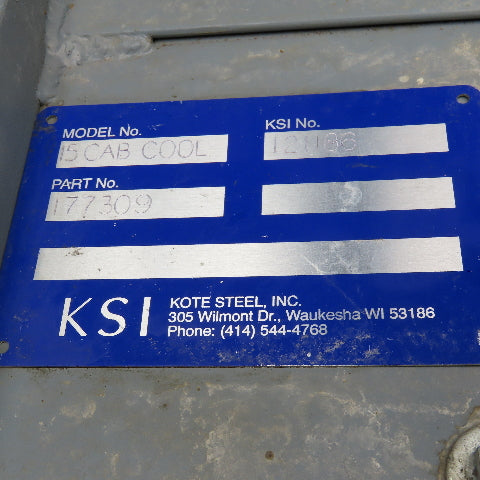 MODEL No.
15 CAB COOL
KSI No.
PART No.
177309
KSI
KOTE STEEL, INC.
305 Wilmont Dr., Waukesha WI 53186
Phone: (414) 544-4768